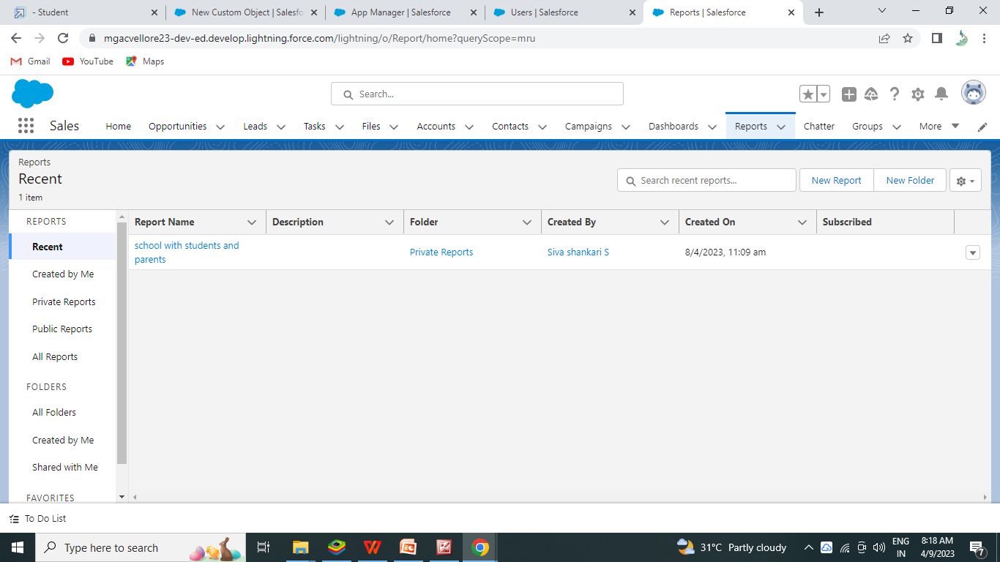 - Student
New Custom Object | Salesfo
App Manager | Salesforce
Users | Salesforce
Reports | Salesforce
mgacvellore23-dev-ed.develop.lightning.force.com/lightning/o/Report/home?queryScope=mru
Gmail
YouTube
Maps
Search...
Sales
Home
Opportunities
Leads
Tasks
Files
Accounts
Contacts
Campaigns
Dashboards
Reports
Chatter
Groups
More
Reports
Recent
1 item
Search recent reports...
New Report
New Folder
REPORTS
Recent
Created by Me
Private Reports
Public Reports
All Reports
FOLDERS
All Folders
Created by Me
Shared with Me
FAVORITES
Report Name
Description
Folder
Created By
Created On
Subscribed
school with students and
parents
Private Reports
Siva shankari S
8/4/2023, 11:09 am
To Do List
Type here to search
31°C Partly cloudy
ENG
IN
8:18 AM
4/9/2023
7